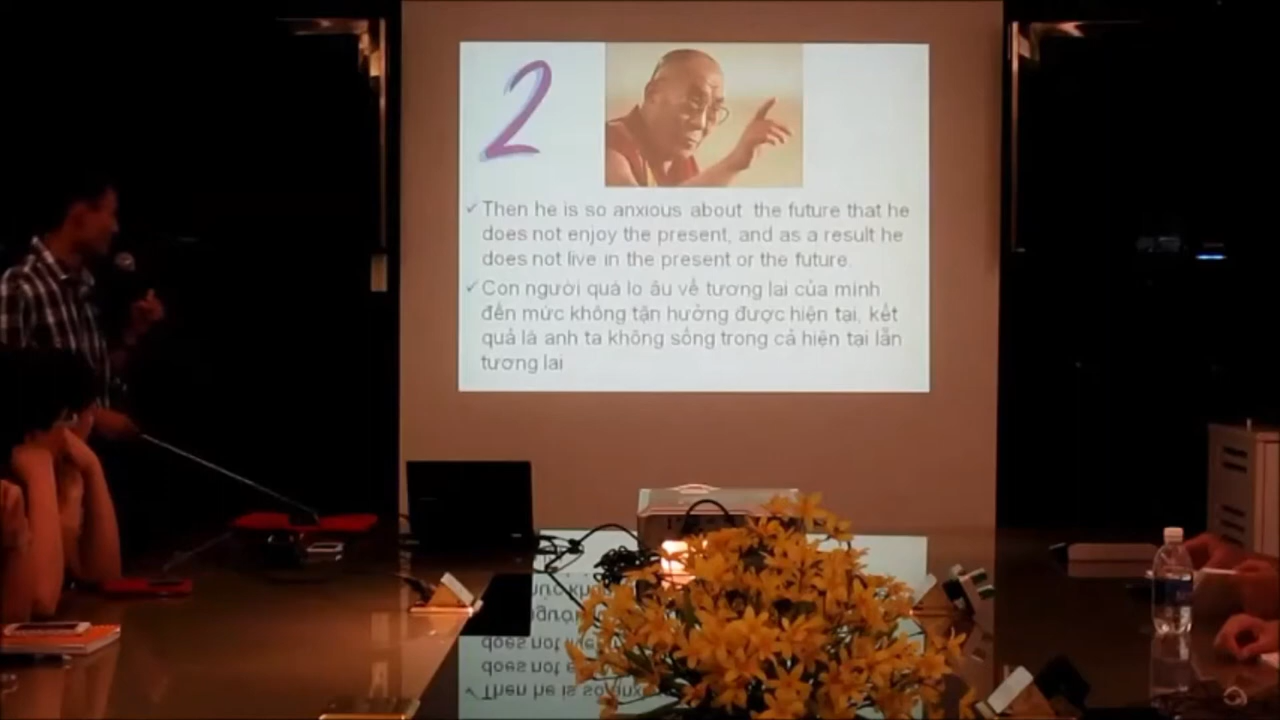 2
✓ Then he is so anxious about the future that he
does not enjoy the present, and as a result he
does not live in the present or the future.
✓ Con người quá lo âu về tương lai của mình
đến mức không tận hưởng được hiện tại, kết
quả là anh ta không sống trong cả hiện tại lẫn
tương lai